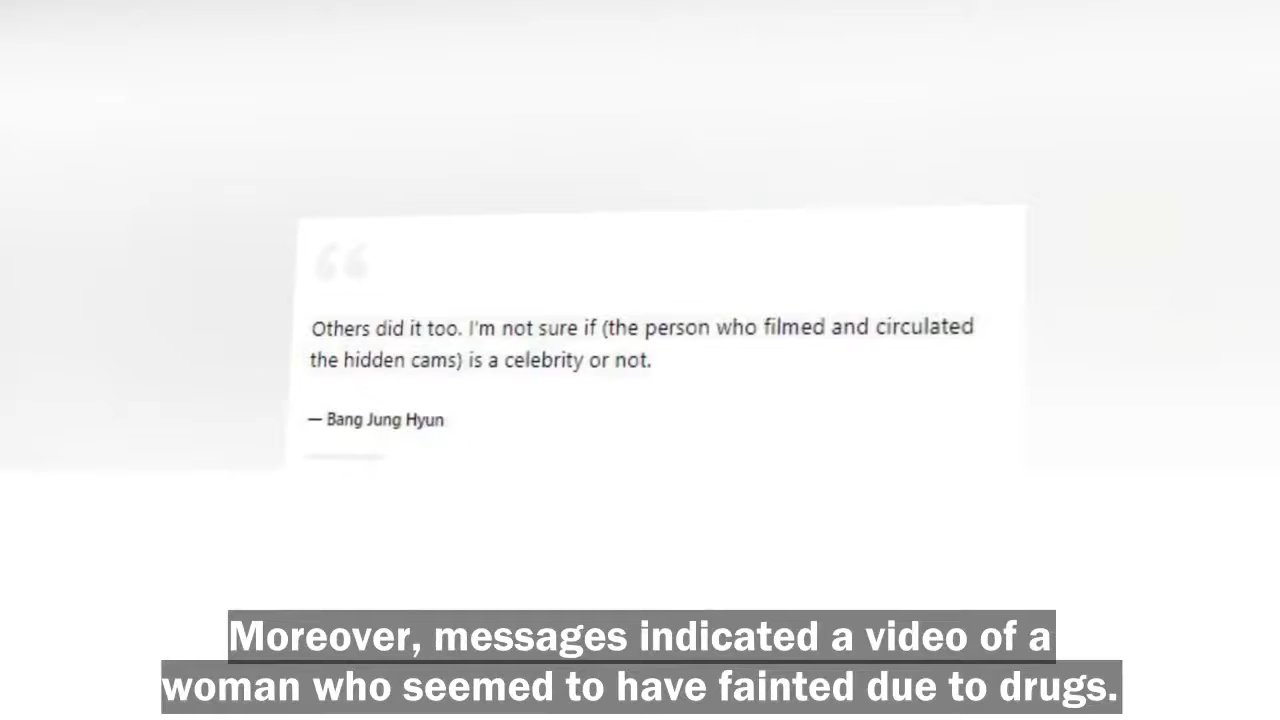 “
Others did it too. I'm not sure if (the person who filmed and circulated
the hidden cams) is a celebrity or not.
— Bang Jung Hyun
Moreover, messages indicated a video of a
woman who seemed to have fainted due to drugs.